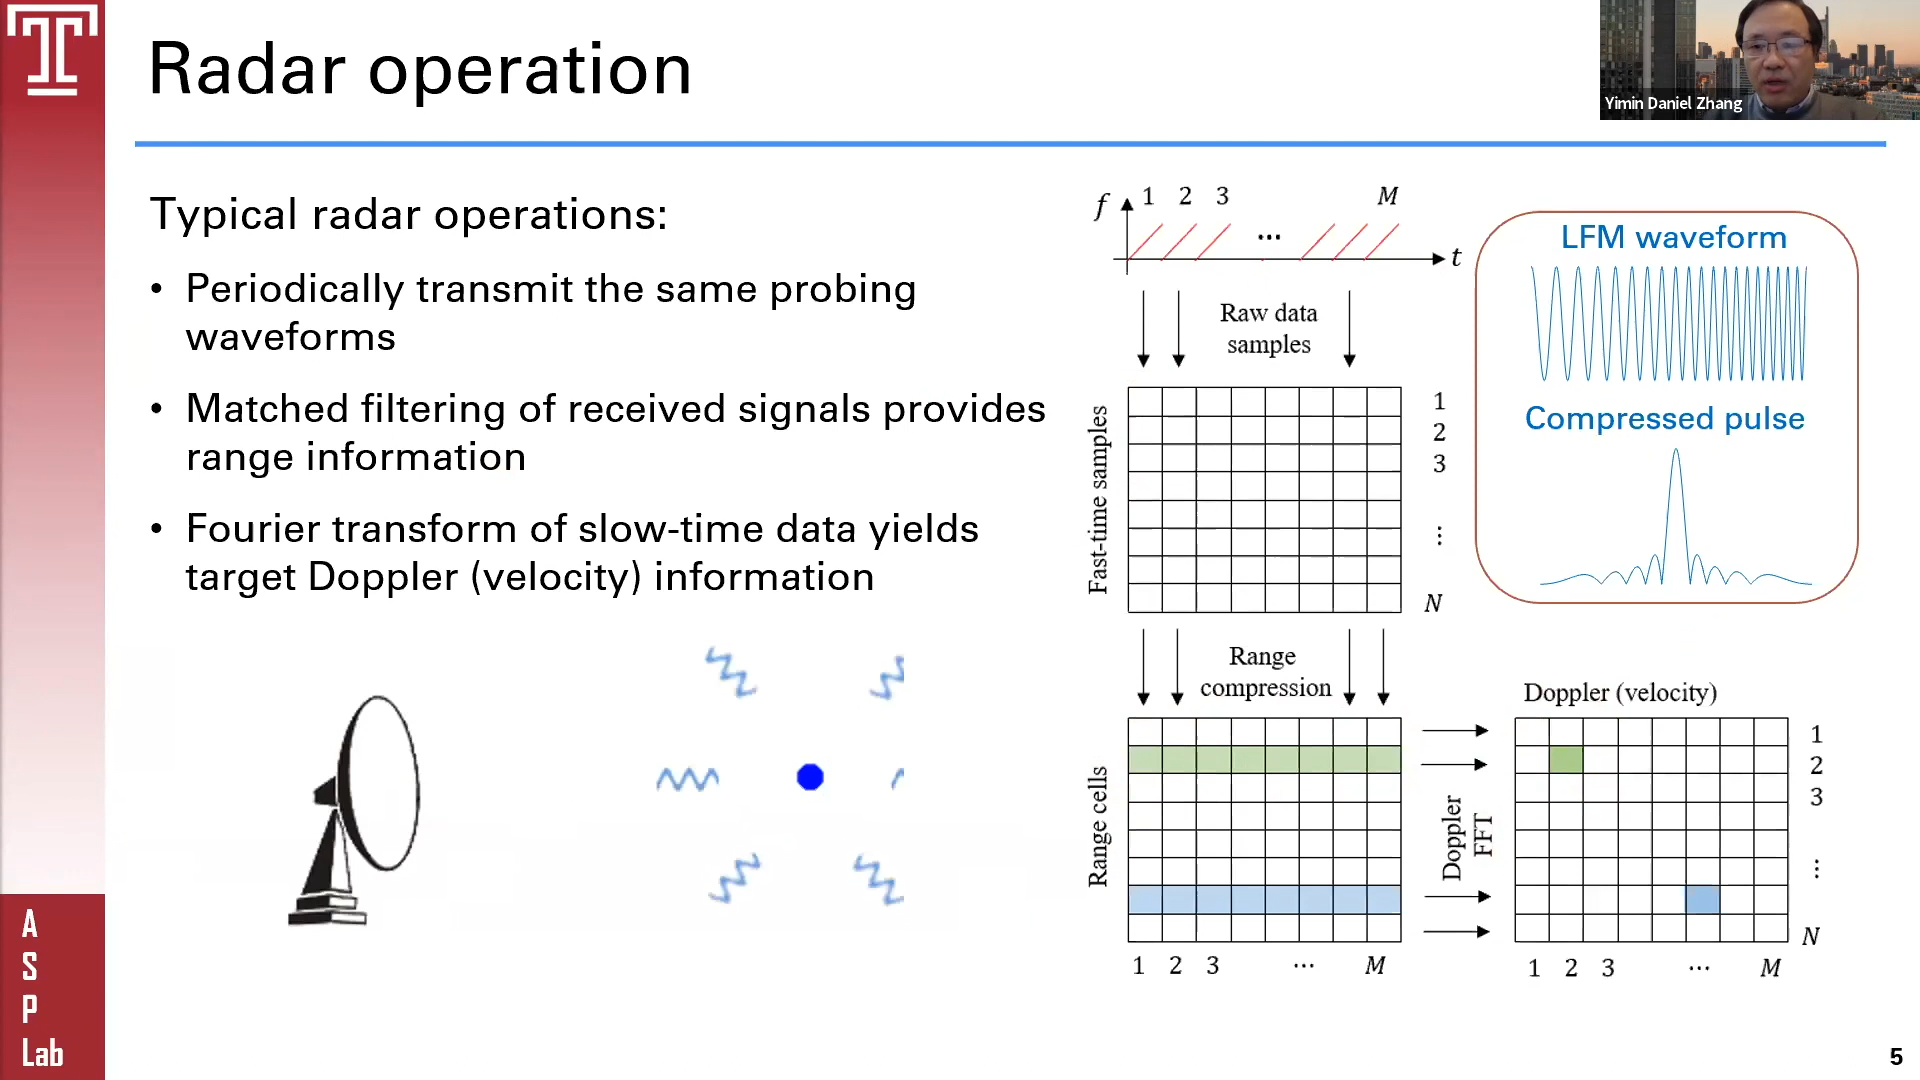 Radar operation
Yimin Daniel Zhang
Typical radar operations:
• Periodically transmit the same probing
waveforms
• Matched filtering of received signals provides
range information
• Fourier transform of slow-time data yields
target Doppler (velocity) information
f 1 2 3 ... M
t
Raw data
samples
Fast-time samples
1
2
3
⋮
N
LFM waveform
Compressed pulse
Range
compression
Range cells
1 2 3 ... M
Doppler
FFT
Doppler (velocity)
1
2
3
⋮
N
1 2 3 ... M
A
S
P
Lab
5